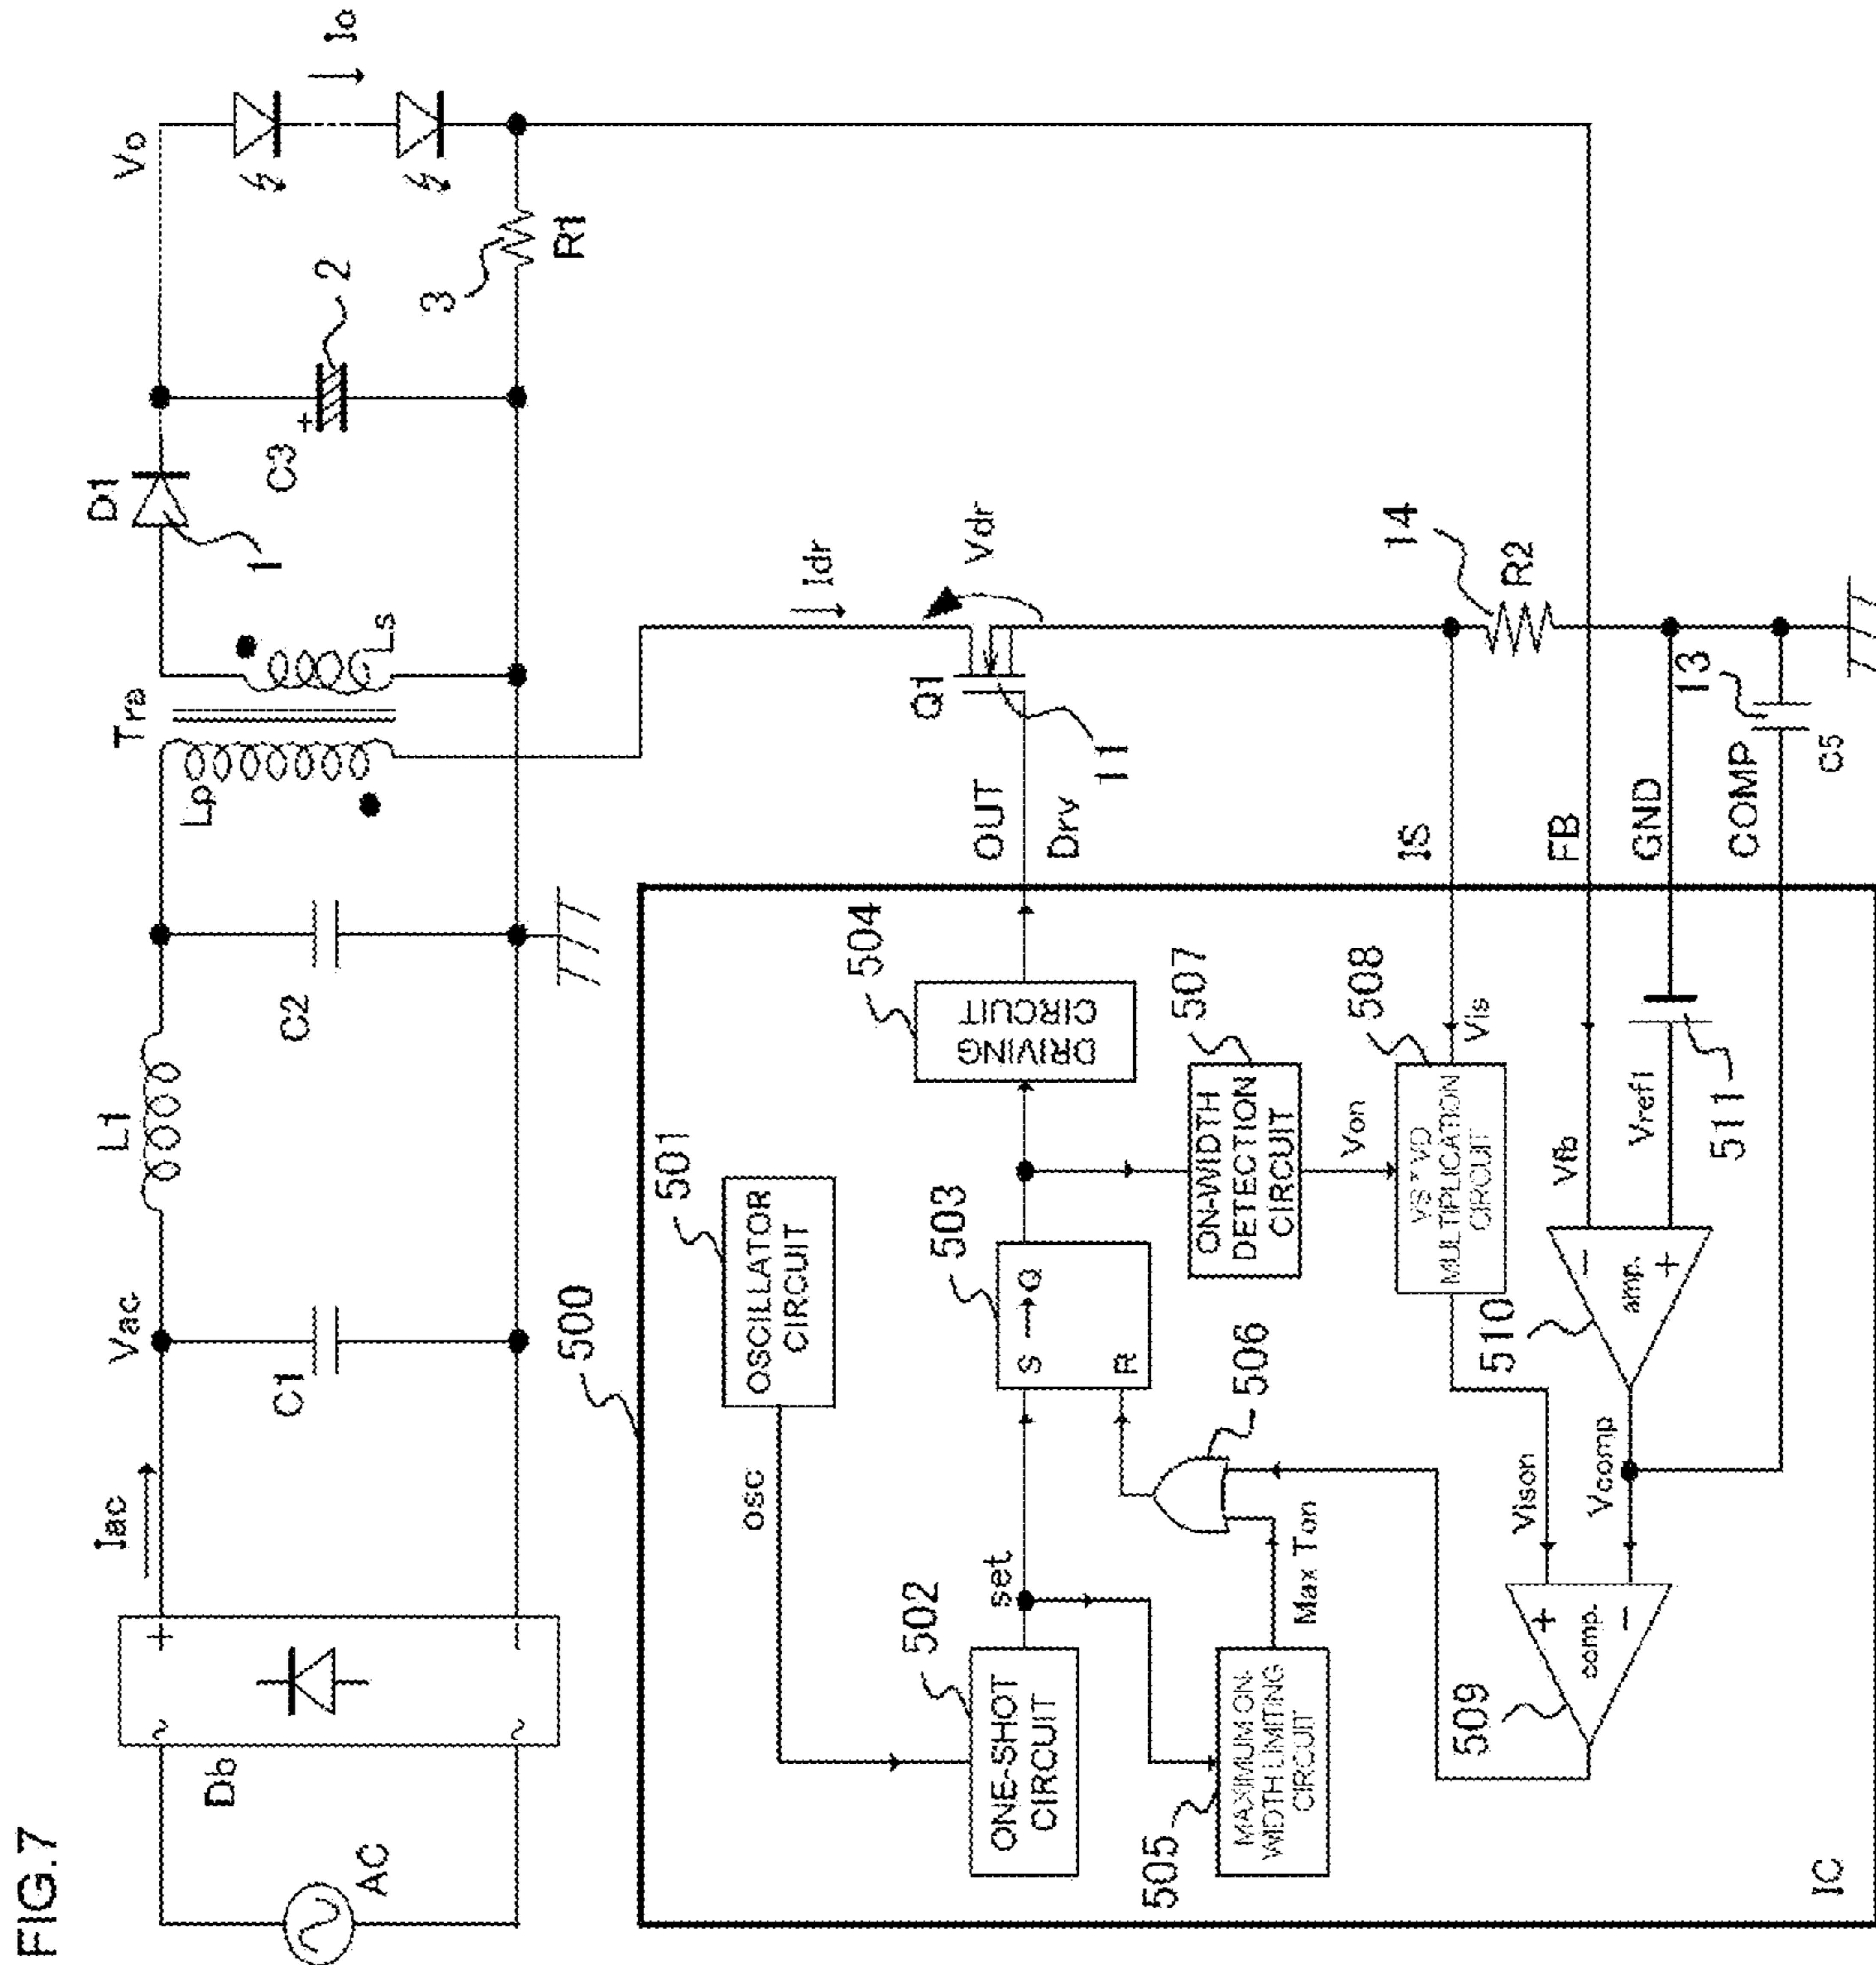 FIG.7
AC
Db
~
~
+
-
Iac
Vac
C1
L1
C2
Lp
Tra
Ls
D1
1
C3
+
2
3
R1
Vo
Io
Idr
Vdr
Q1
11
OUT
Drv
IS
FB
GND
COMP
14
R2
13
C5
500
501
OSCILLATOR
CIRCUIT
osc
502
ONE-SHOT
CIRCUIT
set
503
S
Q
R
504
DRIVING
CIRCUIT
505
MAXIMUM ON-
WIDTH LIMITING
CIRCUIT
Max Ton
506
507
ON-WIDTH
DETECTION
CIRCUIT
Von
508
VS*VD
MULTIPLICATION
CIRCUIT
Vis
Vison
Vcomp
509
+
comp.
-
510
-
amp.
+
Vfb
Vref1
511
IC